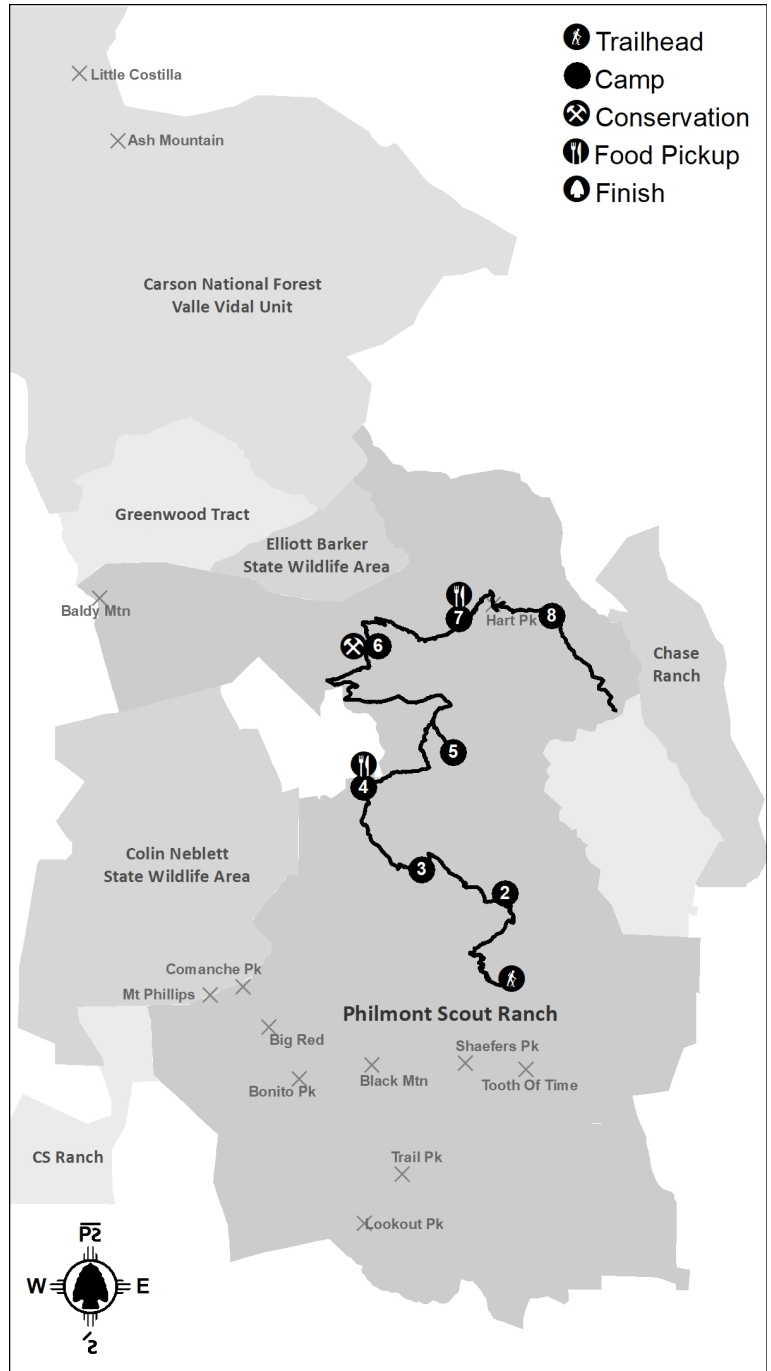 Trailhead
Camp
Conservation
Food Pickup
Finish
Little Costilla
Ash Mountain
Carson National Forest
Valle Vidal Unit
Greenwood Tract
Elliott Barker
State Wildlife Area
Baldy Mtn
7
Hart Pk
8
6
Chase
Ranch
5
4
Colin Neblett
State Wildlife Area
3
2
Comanche Pk
Mt Phillips
Philmont Scout Ranch
Big Red
Shaefers Pk
Black Mtn
Tooth Of Time
Bonito Pk
CS Ranch
Trail Pk
Lookout Pk
W
E